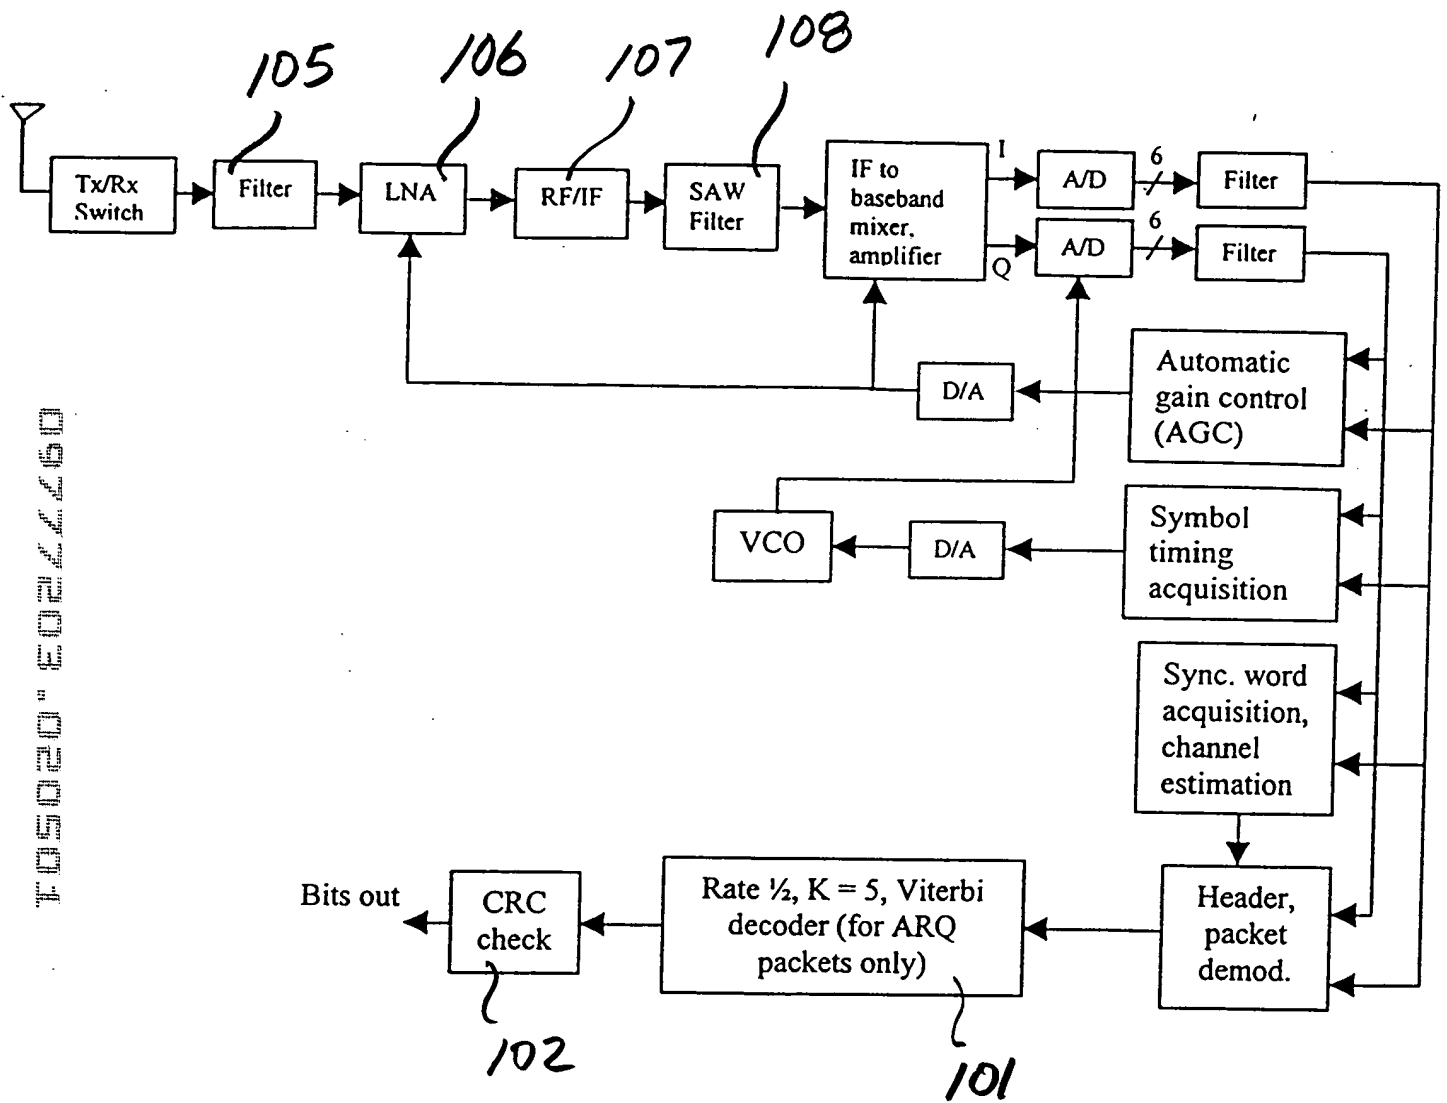 105
106
107
108
Tx/Rx
Switch
Filter
LNA
RF/IF
SAW
Filter
IF to
baseband
mixer,
amplifier
I
Q
A/D
6
Filter
A/D
6
Filter
Automatic
gain control
(AGC)
D/A
Symbol
timing
acquisition
D/A
VCO
Sync. word
acquisition,
channel
estimation
Header,
packet
demod.
Rate ½, K = 5, Viterbi
decoder (for ARQ
packets only)
CRC
check
Bits out
102
101
09777203.020501